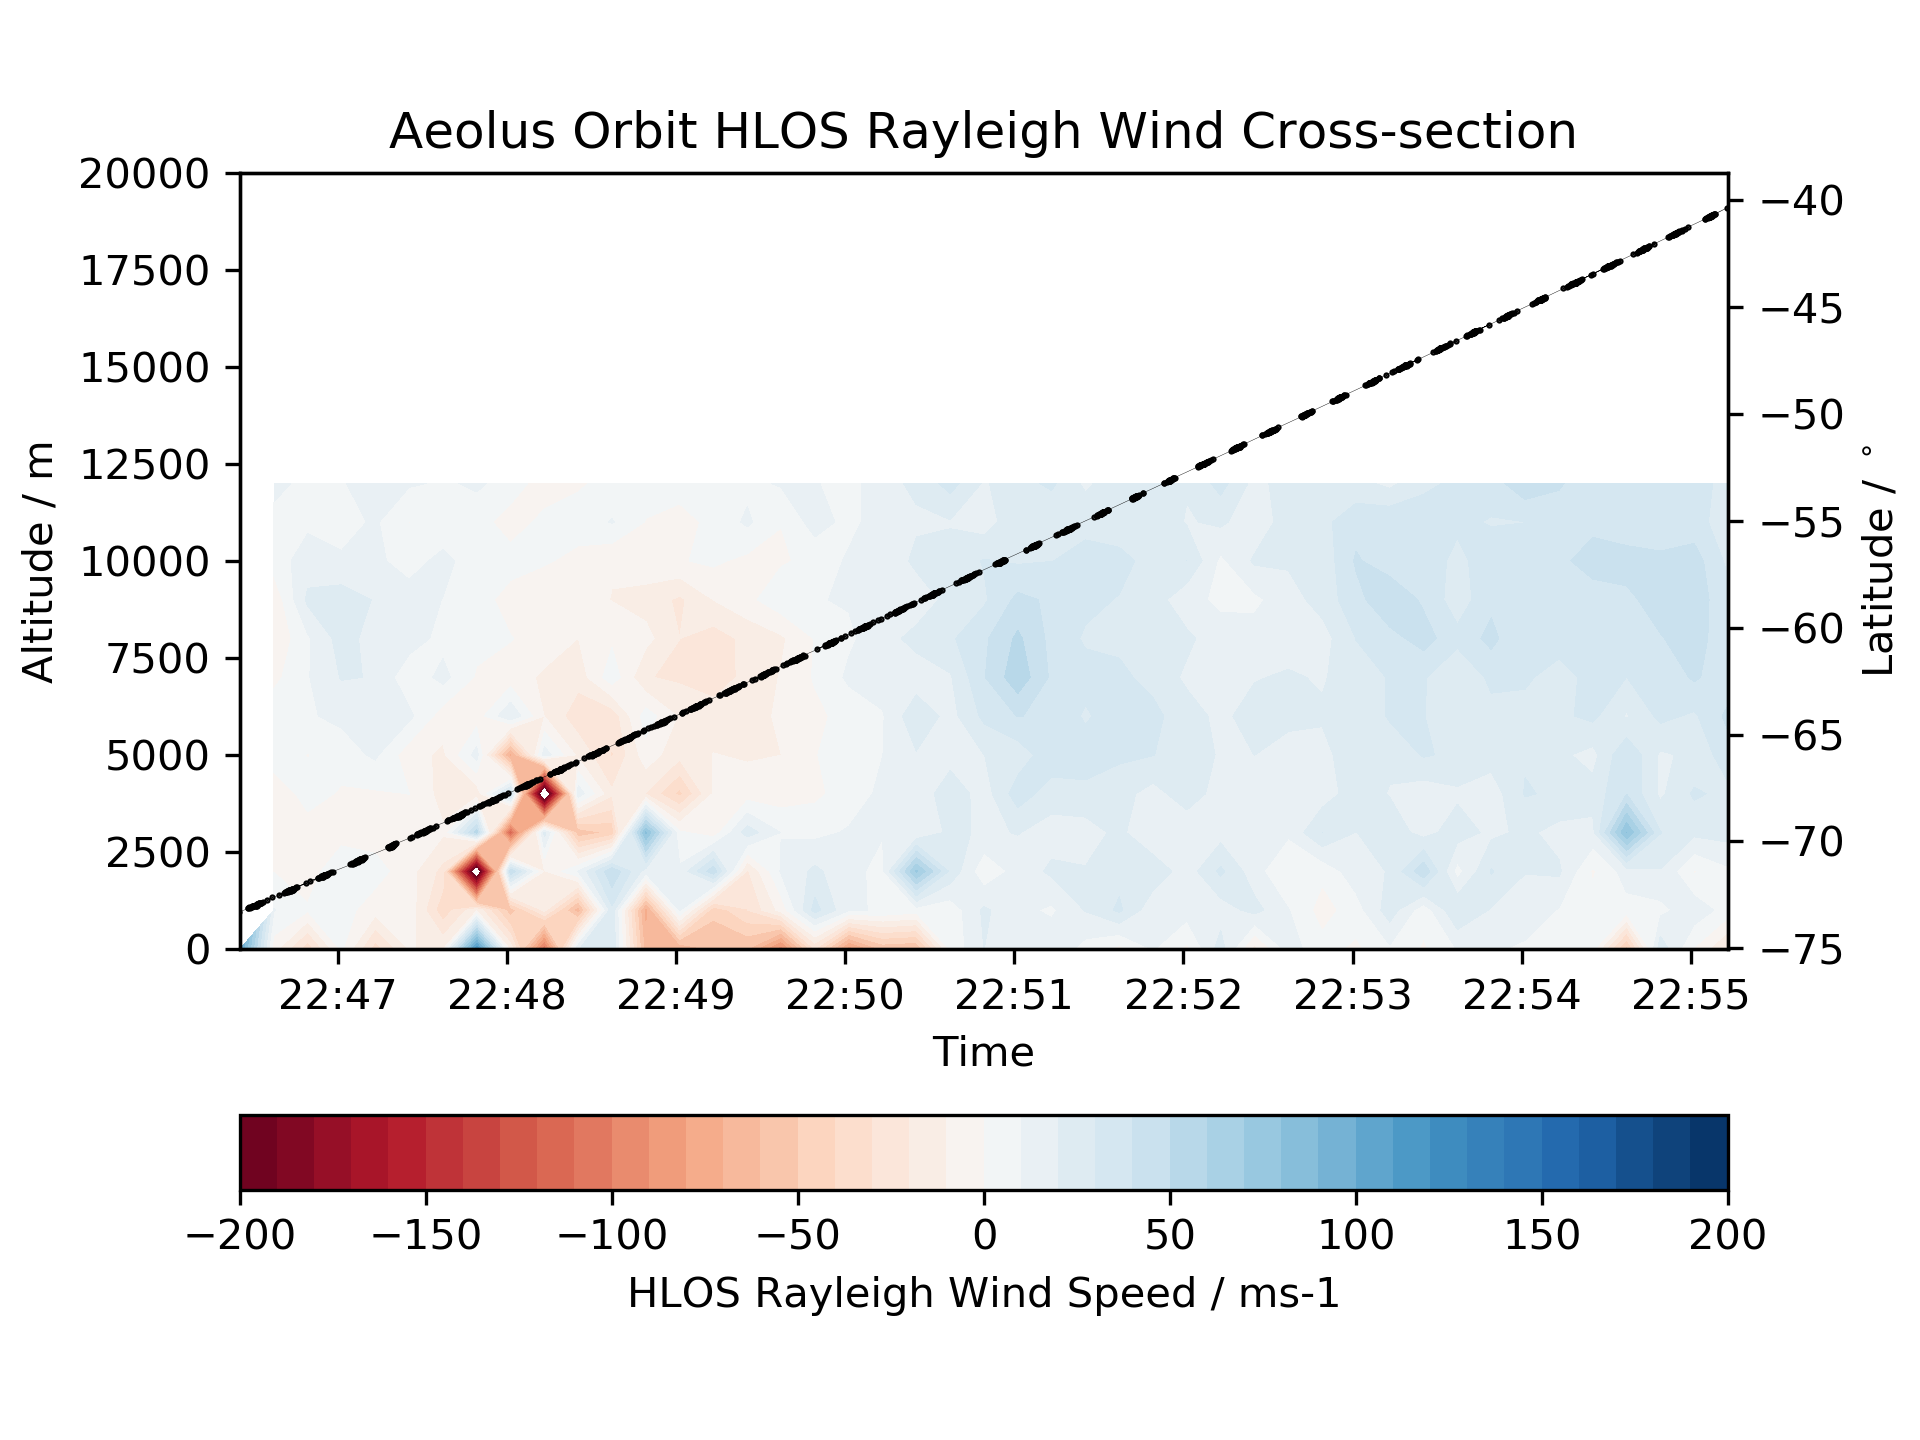 Aeolus Orbit HLOS Rayleigh Wind Cross-section
20000
17500
15000
12500
10000
7500
5000
2500
0
Altitude / m
−40
−45
−50
−55
−60
−65
−70
−75
Latitude / °
22:47 22:48 22:49 22:50 22:51 22:52 22:53 22:54 22:55
Time
−200 −150 −100 −50 0 50 100 150 200
HLOS Rayleigh Wind Speed / ms-1